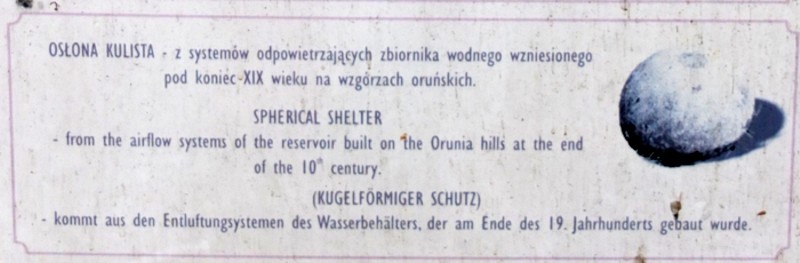 OSŁONA KULISTA - z systemów odpowietrzających zbiornika wodnego wzniesionego
pod koniec XIX wieku na wzgórzach oruńskich.
SPHERICAL SHELTER
- from the airflow systems of the reservoir built on the Orunia hills at the end
of the 10th century.
(KUGELFÖRMIGER SCHUTZ)
- kommt aus den Entluftungsystemen des Wasserbehälters, der am Ende des 19. Jahrhunderts gebaut wurde.